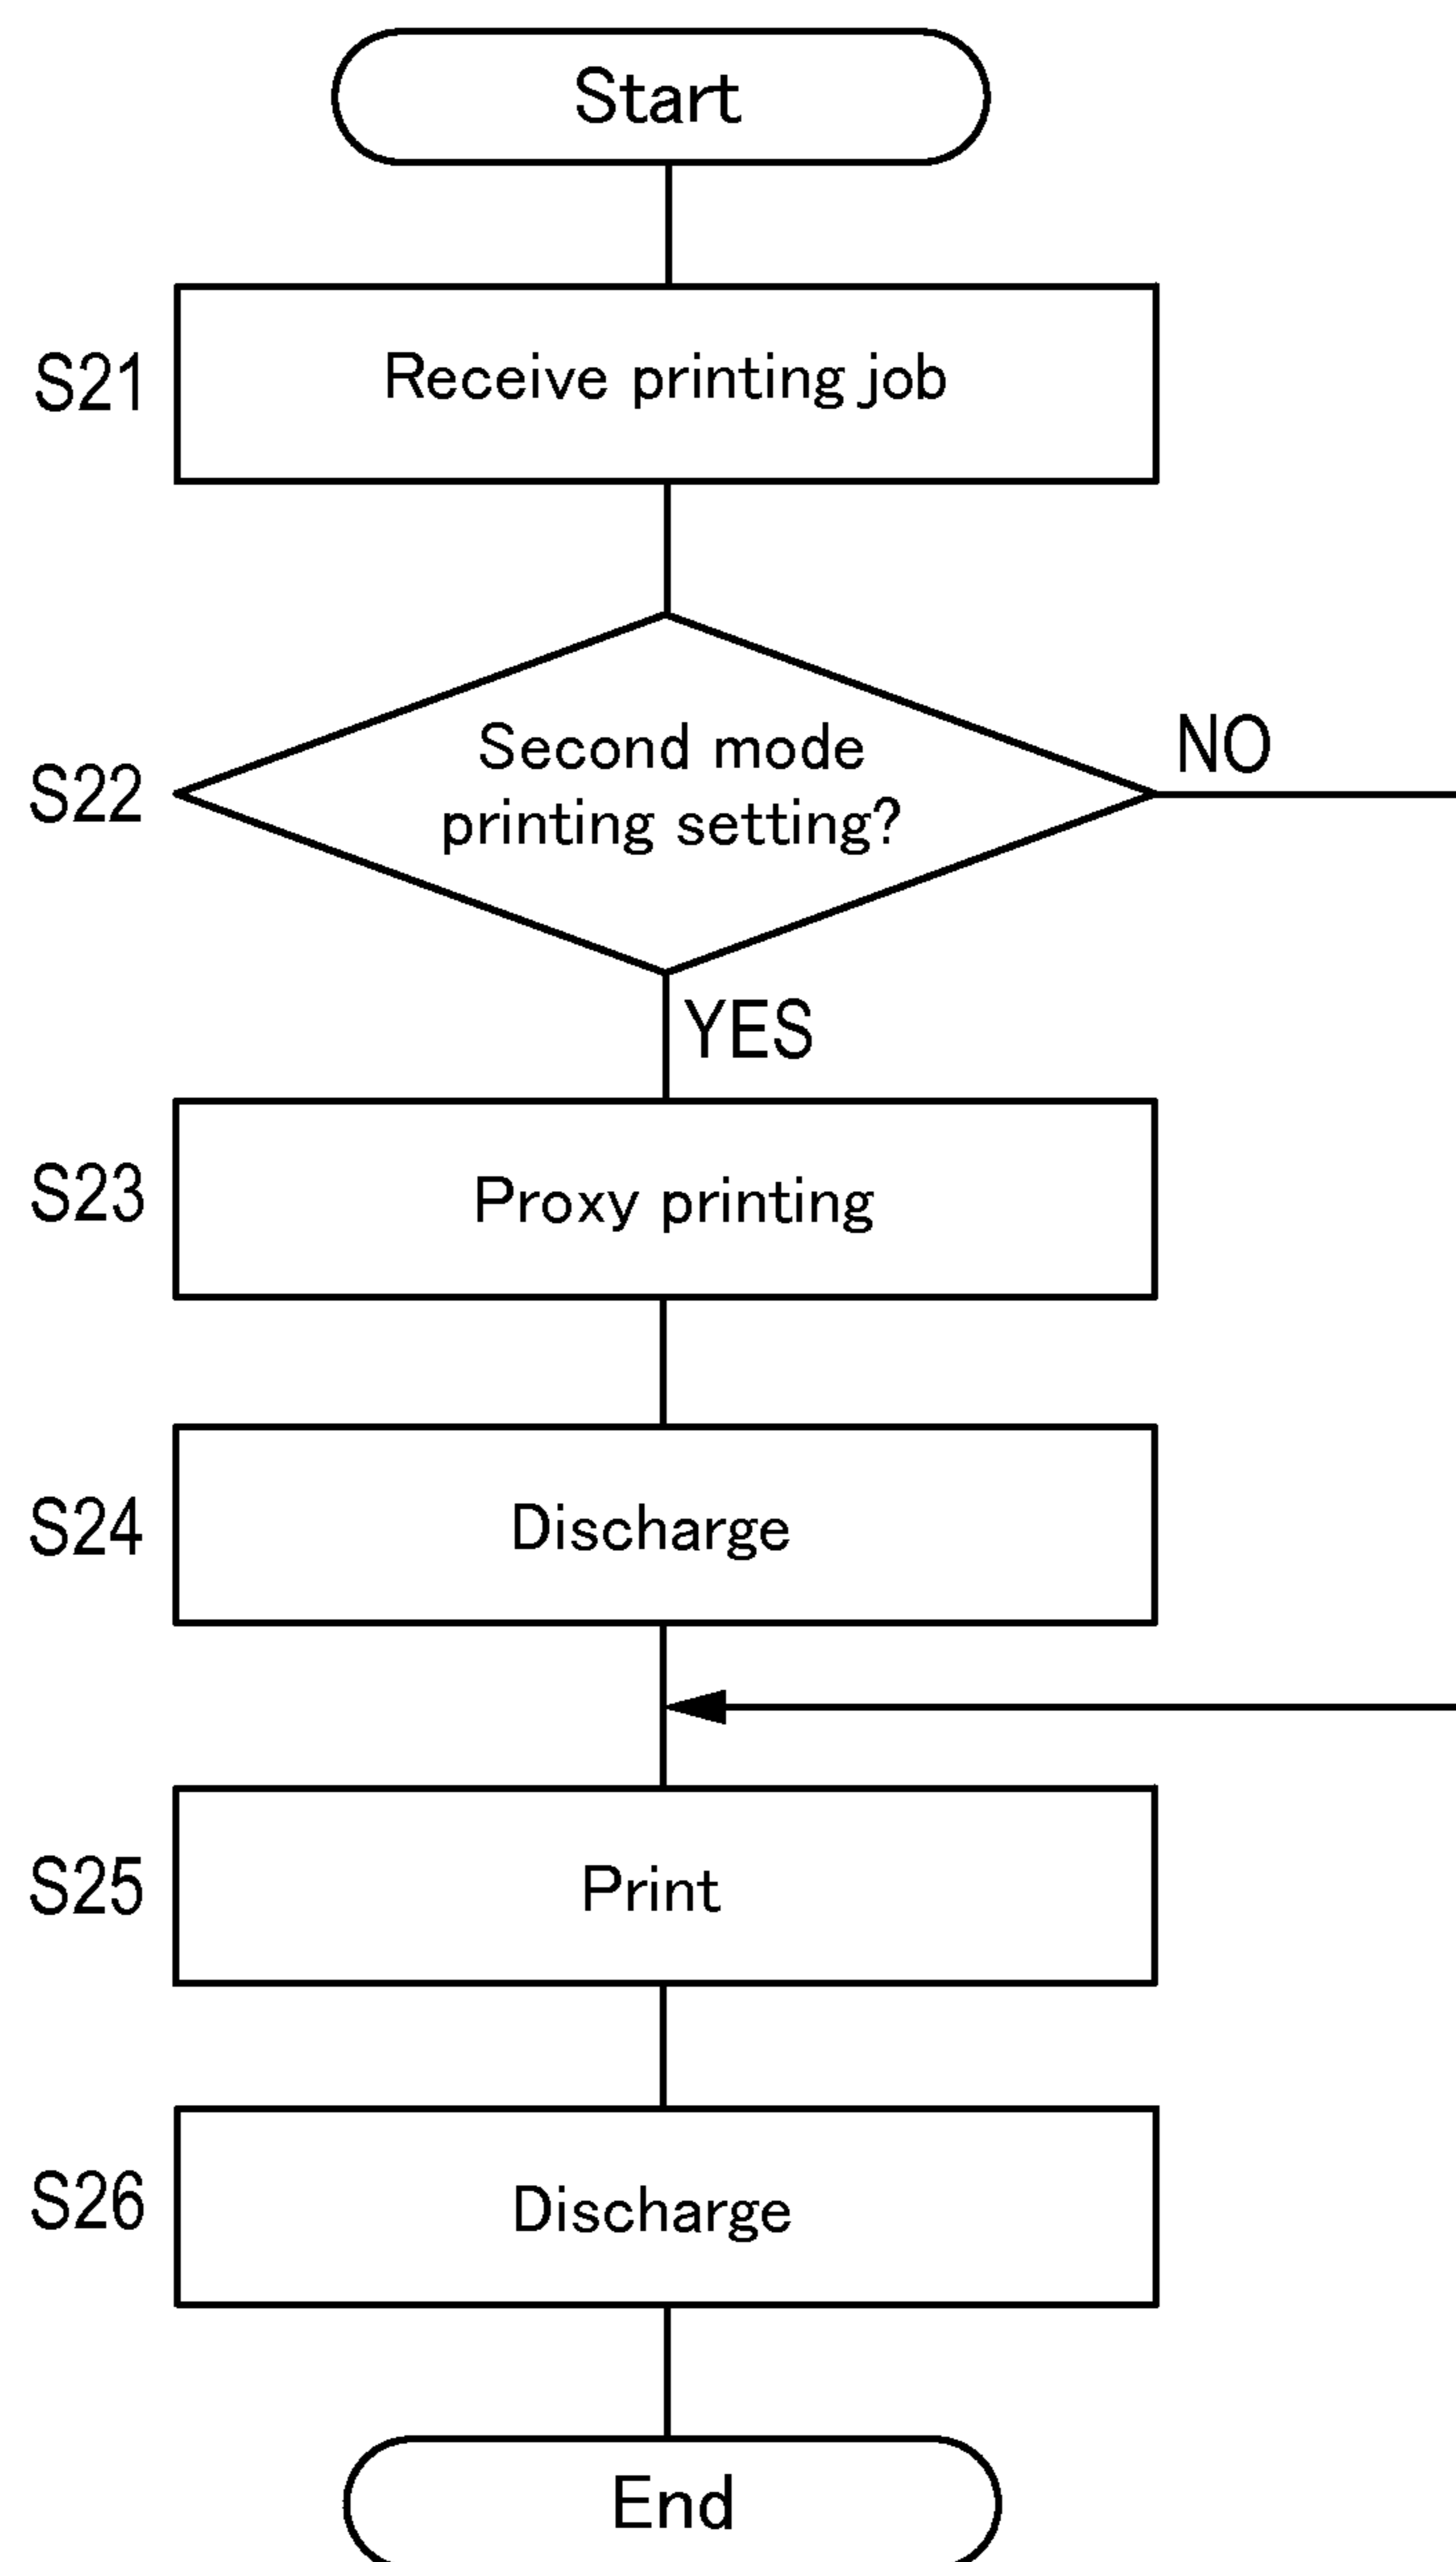 Start
S21
Receive printing job
S22
Second mode
printing setting?
NO
YES
S23
Proxy printing
S24
Discharge
S25
Print
S26
Discharge
End